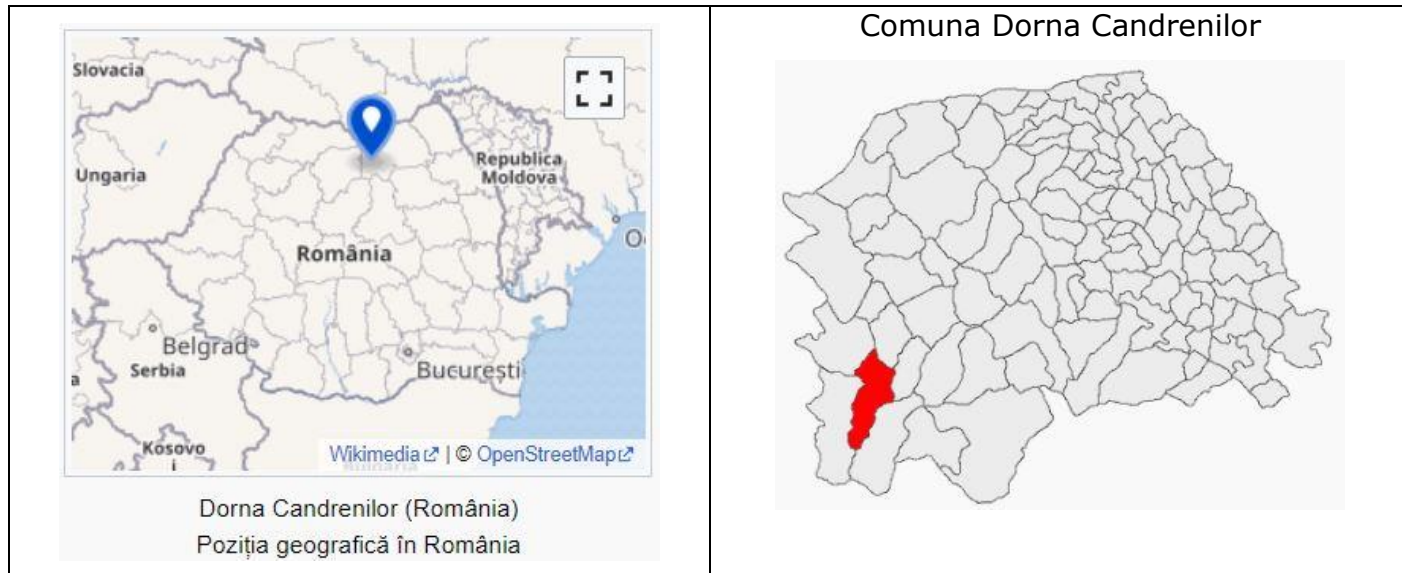 Comuna Dorna Candrenilor
Slovacia
Ungaria
Republica
Moldova
România
Belgrad
Serbia
București
Kosovo
Wikimedia | © OpenStreetMap
Dorna Candrenilor (România)
Poziția geografică în România